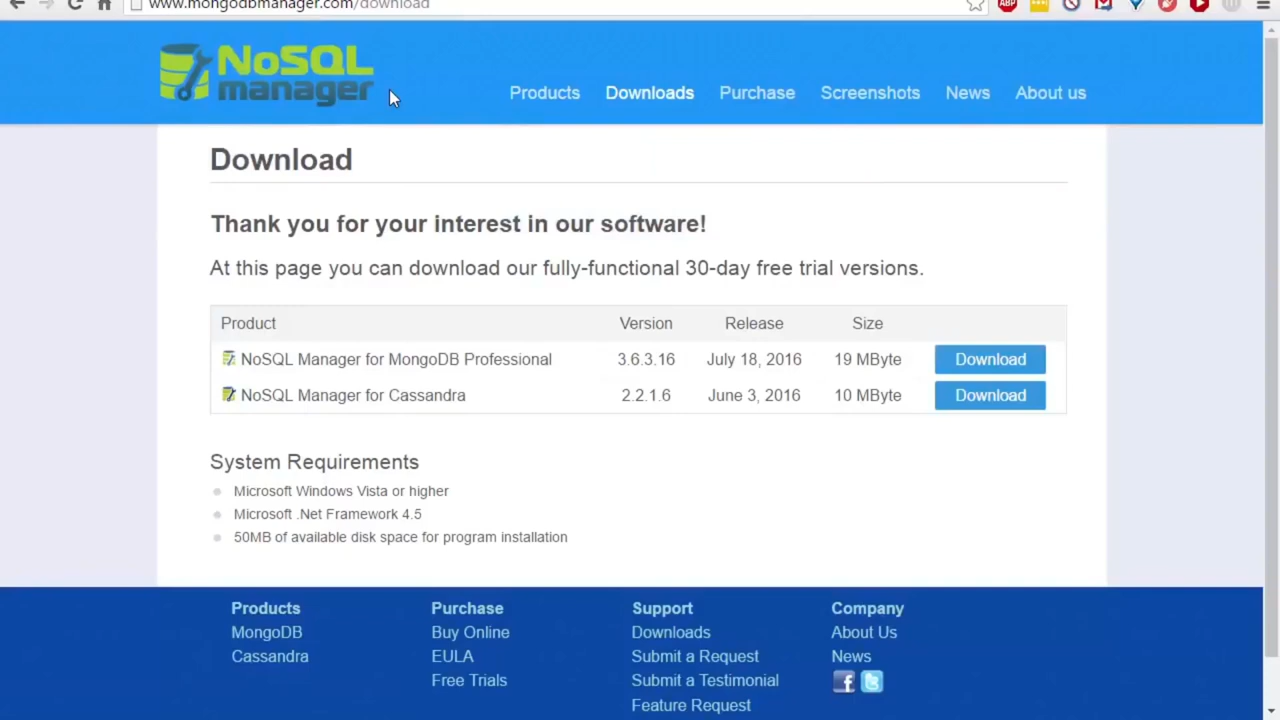 www.mongodbmanager.com/download
ABP
NoSQL
manager
Products Downloads Purchase Screenshots News About us
Download
Thank you for your interest in our software!
At this page you can download our fully-functional 30-day free trial versions.
Product Version Release Size
NoSQL Manager for MongoDB Professional 3.6.3.16 July 18, 2016 19 MByte Download
NoSQL Manager for Cassandra 2.2.1.6 June 3, 2016 10 MByte Download
System Requirements
Microsoft Windows Vista or higher
Microsoft .Net Framework 4.5
50MB of available disk space for program installation
Products Purchase Support Company
MongoDB Buy Online Downloads About Us
Cassandra EULA Submit a Request News
Free Trials Submit a Testimonial
Feature Request